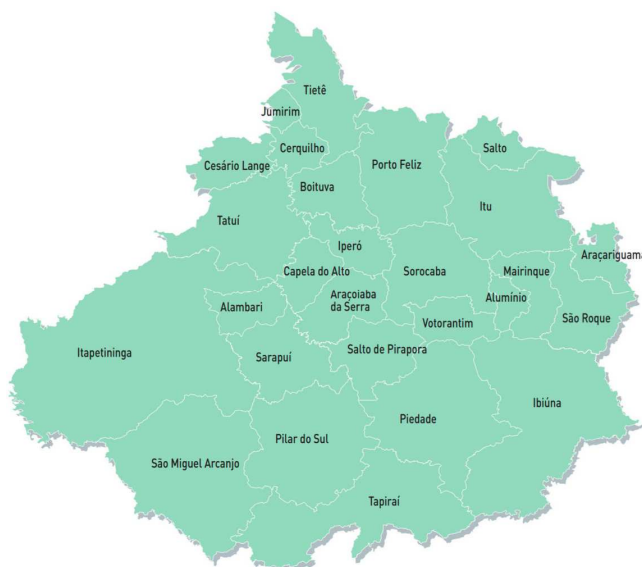 Tietê
Jumirim
Cerquilho
Salto
Cesário Lange
Porto Feliz
Boituva
Itu
Tatuí
Iperó
Araçariguama
Capela do Alto
Sorocaba
Mairinque
Araçoiaba
da Serra
Alumínio
Alambari
São Roque
Votorantim
Itapetininga
Sarapuí
Salto de Pirapora
Ibiúna
Piedade
Pilar do Sul
São Miguel Arcanjo
Tapiraí